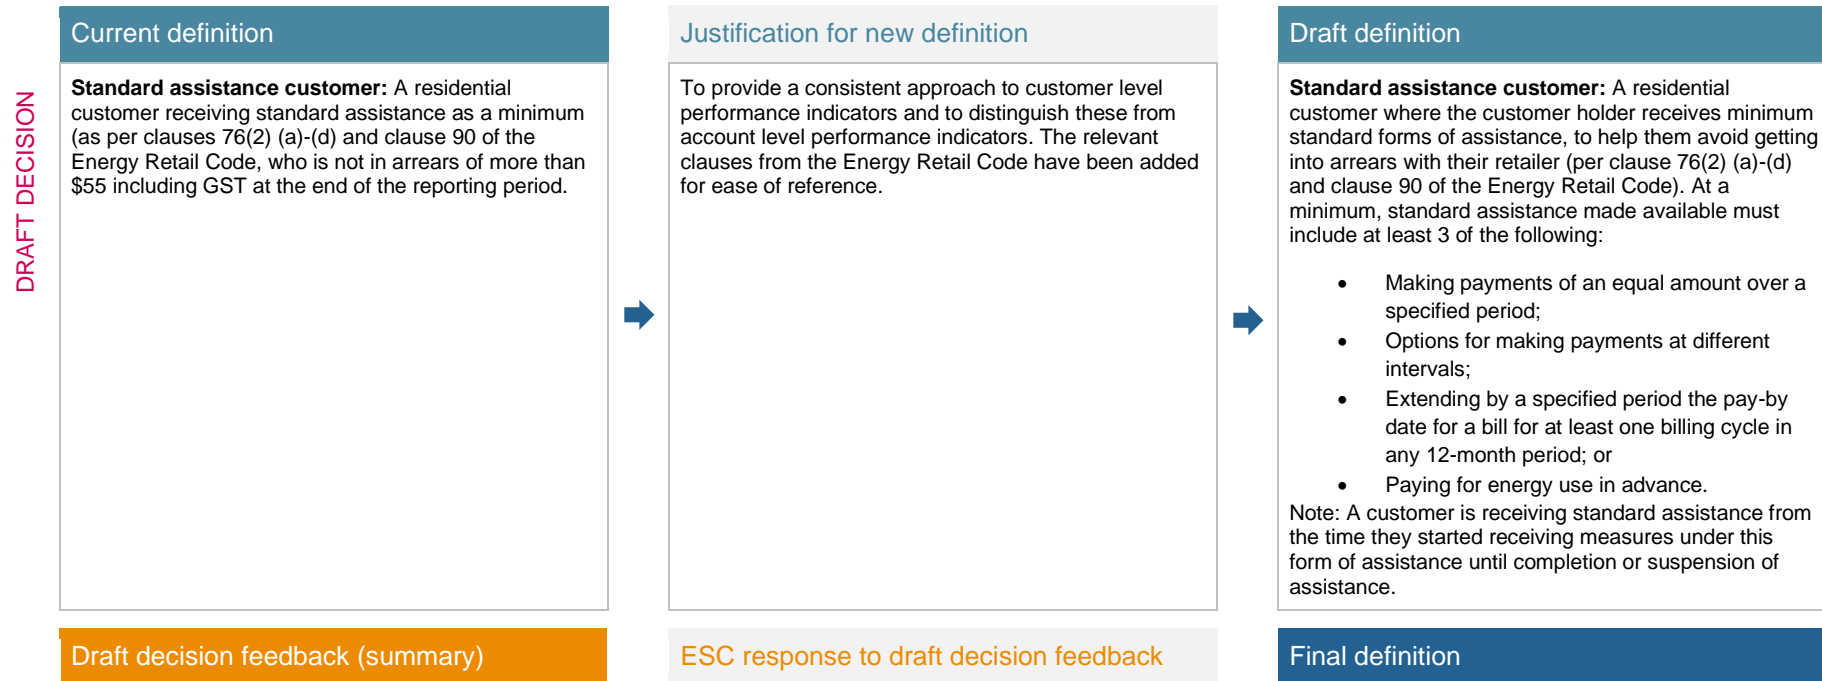 DRAFT DECISION
Current definition
Standard assistance customer: A residential
customer receiving standard assistance as a minimum
(as per clauses 76(2) (a)-(d) and clause 90 of the
Energy Retail Code, who is not in arrears of more than
$55 including GST at the end of the reporting period.
Justification for new definition
To provide a consistent approach to customer level
performance indicators and to distinguish these from
account level performance indicators. The relevant
clauses from the Energy Retail Code have been added
for ease of reference.
Draft definition
Standard assistance customer: A residential
customer where the customer holder receives minimum
standard forms of assistance, to help them avoid getting
into arrears with their retailer (per clause 76(2) (a)-(d)
and clause 90 of the Energy Retail Code). At a
minimum, standard assistance made available must
include at least 3 of the following:
• Making payments of an equal amount over a
specified period;
• Options for making payments at different
intervals;
• Extending by a specified period the pay-by
date for a bill for at least one billing cycle in
any 12-month period; or
• Paying for energy use in advance.
Note: A customer is receiving standard assistance from
the time they started receiving measures under this
form of assistance until completion or suspension of
assistance.
Draft decision feedback (summary)
ESC response to draft decision feedback
Final definition